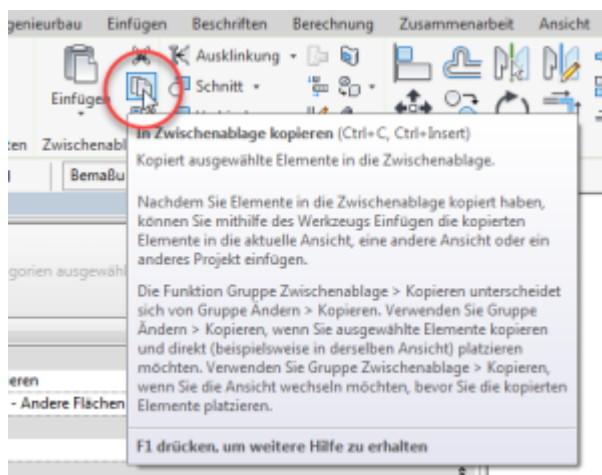 genieurbau Einfügen Beschriften Berechnung Zusammenarbeit Ansicht
Ausklinkung
Einfügen
Schnitt
ten Zwischenabl
Bemaßu
In Zwischenablage kopieren (Ctrl+C, Ctrl+Insert)
Kopiert ausgewählte Elemente in die Zwischenablage.
Nachdem Sie Elemente in die Zwischenablage kopiert haben,
können Sie mithilfe des Werkzeugs Einfügen die kopierten
Elemente in die aktuelle Ansicht, eine andere Ansicht oder ein
anderes Projekt einfügen.
gorien ausgewähl
Die Funktion Gruppe Zwischenablage > Kopieren unterscheidet
sich von Gruppe Ändern > Kopieren. Verwenden Sie Gruppe
Ändern > Kopieren, wenn Sie ausgewählte Elemente kopieren
und direkt (beispielsweise in derselben Ansicht) platzieren
möchten. Verwenden Sie Gruppe Zwischenablage > Kopieren,
wenn Sie die Ansicht wechseln möchten, bevor Sie die kopierten
Elemente platzieren.
eren
- Andere Flächen
F1 drücken, um weitere Hilfe zu erhalten